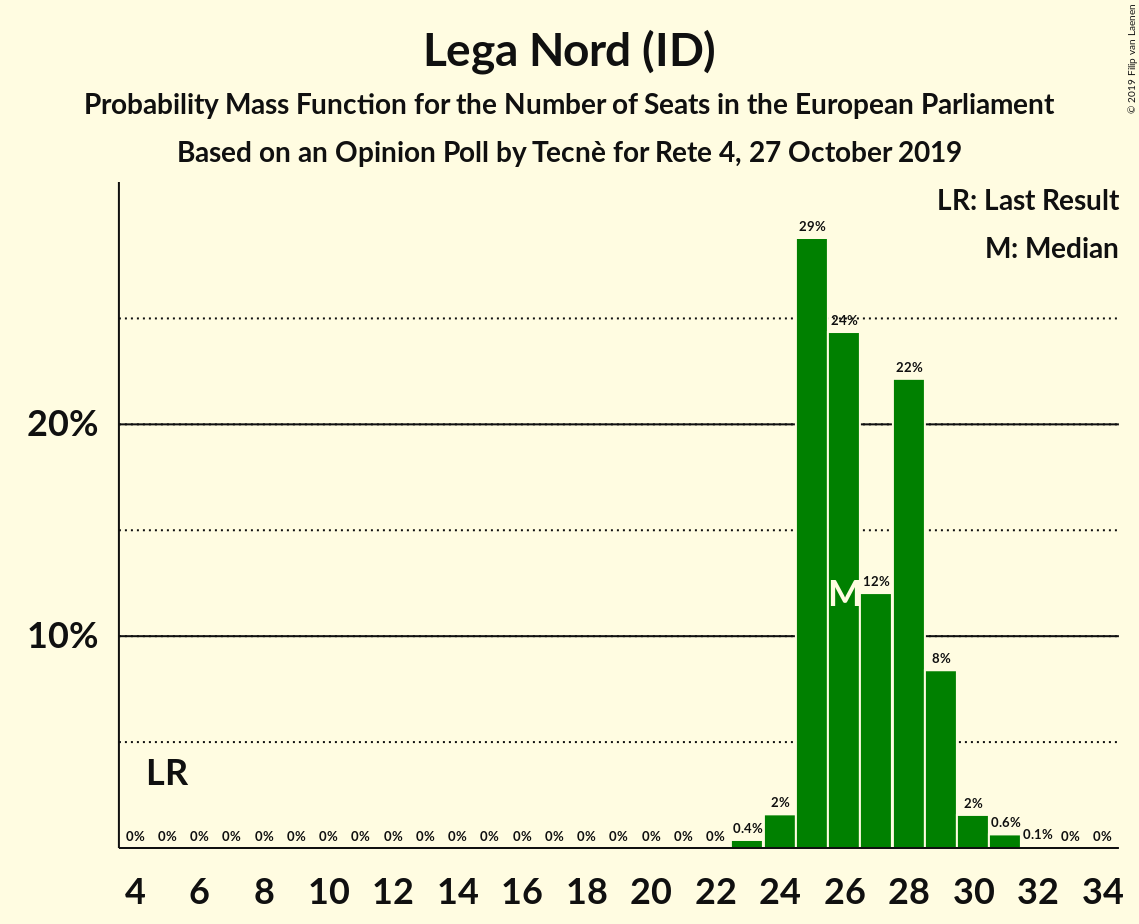 Lega Nord (ID)
Probability Mass Function for the Number of Seats in the European Parliament
Based on an Opinion Poll by Tecnè for Rete 4, 27 October 2019
© 2019 Filip van Laenen
LR: Last Result
M: Median
29%
24%
22%
20%
M
12%
10%
8%
LR
0% 0% 0% 0% 0% 0% 0% 0% 0% 0% 0% 0% 0% 0% 0% 0% 0% 0% 0% 0.4% 2% 2% 0.6% 0.1% 0% 0%
4 6 8 10 12 14 16 18 20 22 24 26 28 30 32 34